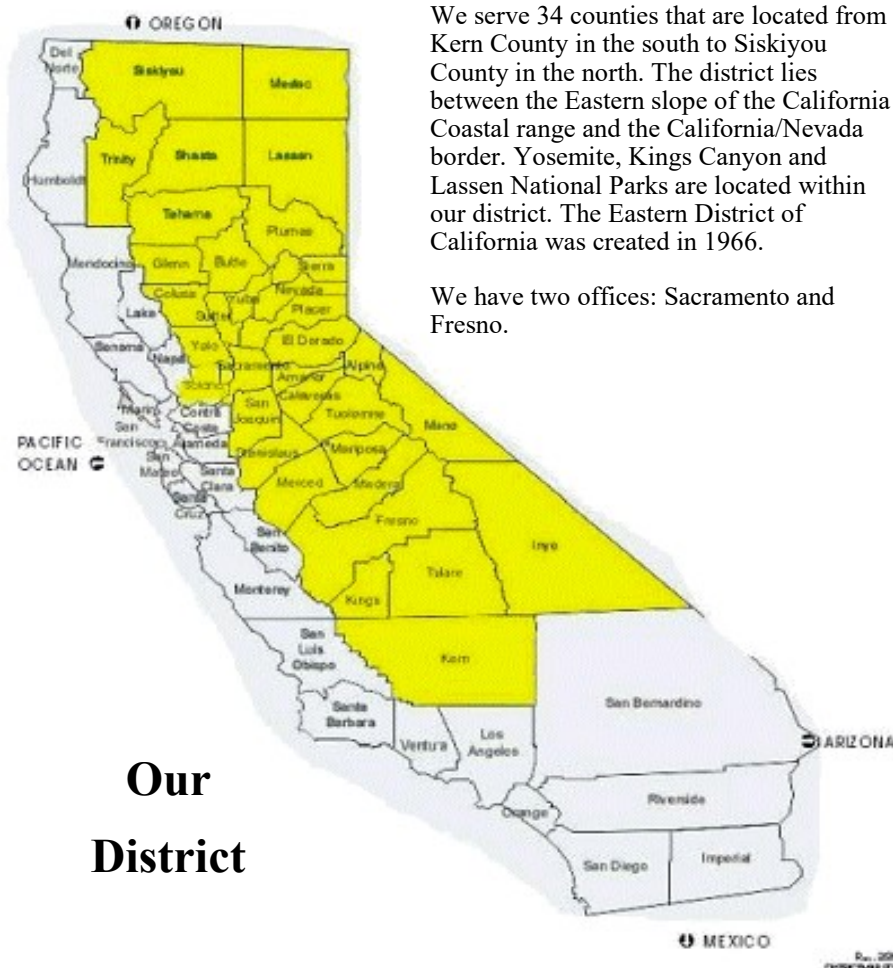 OREGON
We serve 34 counties that are located from
Kern County in the south to Siskiyou
County in the north. The district lies
between the Eastern slope of the California
Coastal range and the California/Nevada
border. Yosemite, Kings Canyon and
Lassen National Parks are located within
our district. The Eastern District of
California was created in 1966.
We have two offices: Sacramento and
Fresno.
Del
Norte
Siskiyou
Modoc
Humboldt
Trinity
Shasta
Lassen
Tehama
Plumas
Mendocino
Glenn
Butte
Sierra
Colusa
Yuba
Nevada
Lake
Sutter
Placer
Sonoma
Napa
Yolo
El Dorado
Sacramento
Alpine
Solano
Amador
Calaveras
Marin
Contra
Costa
San
Joaquin
Tuolumne
Mono
San
Francisco
Alameda
Stanislaus
Mariposa
PACIFIC
OCEAN
San
Mateo
Santa
Clara
Merced
Madera
Santa
Cruz
Fresno
San
Benito
Inyo
Tulare
Monterey
Kings
San
Luis
Obispo
Kern
Santa
Barbara
San Bernardino
Ventura
Los
Angeles
ARIZONA
Our
District
Orange
Riverside
San Diego
Imperial
MEXICO